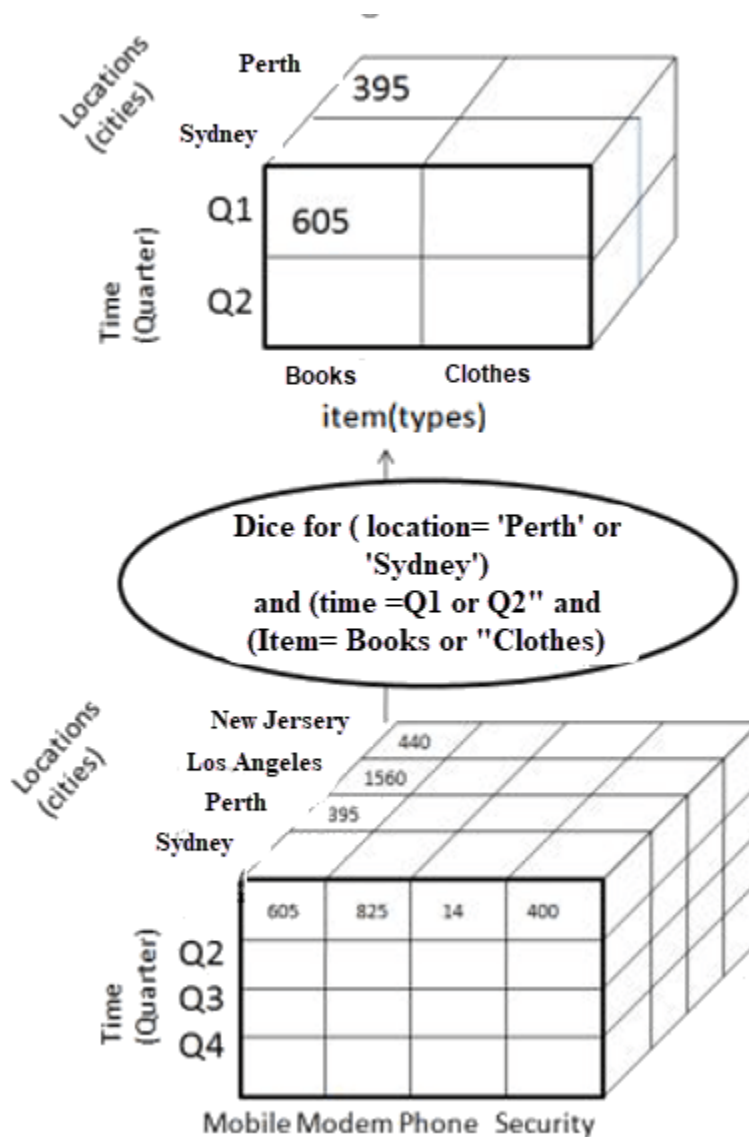 Locations
(cities)
Perth
395
Sydney
Q1
605
Time
(Quarter)
Q2
Books
Clothes
item(types)
Dice for ( location= 'Perth' or
'Sydney')
and (time =Q1 or Q2" and
(Item= Books or "Clothes)
Locations
(cities)
New Jersery
440
Los Angeles
1560
Perth
395
Sydney
605 825 14 400
Time
(Quarter)
Q2
Q3
Q4
Mobile Modem Phone Security